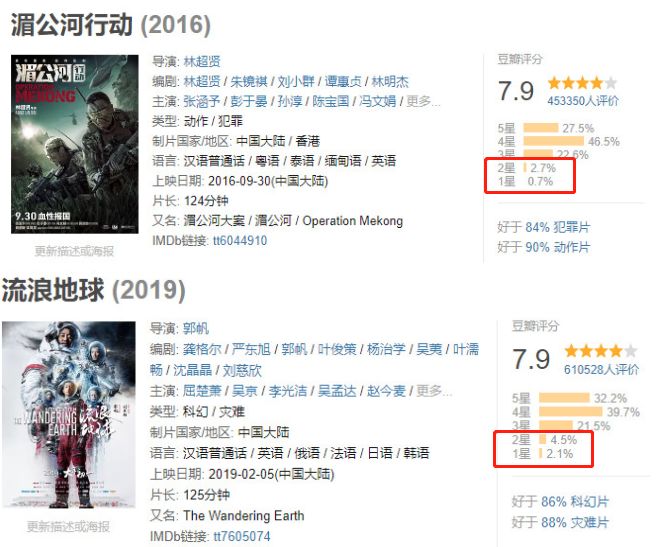 湄公河行动 (2016)
湄公河行动
OPERATION MEKONG
9.30 血性报国
更新描述或海报
导演: 林超贤
编剧: 林超贤 / 朱镜祺 / 刘小群 / 谭惠贞 / 林明杰
主演: 张涵予 / 彭于晏 / 孙淳 / 陈宝国 / 冯文娟 / 更多...
类型: 动作 / 犯罪
制片国家/地区: 中国大陆 / 香港
语言: 汉语普通话 / 粤语 / 泰语 / 缅甸语 / 英语
上映日期: 2016-09-30(中国大陆)
片长: 124分钟
又名: 湄公河大案 / 湄公河 / Operation Mekong
IMDb链接: tt6044910
豆瓣评分
7.9
453350人评价
5星 27.5%
4星 46.5%
3星 22.6%
2星 2.7%
1星 0.7%
好于 84% 犯罪片
好于 90% 动作片
流浪地球 (2019)
THE WANDERING EARTH
流浪地球
更新描述或海报
导演: 郭帆
编剧: 龚格尔 / 严东旭 / 郭帆 / 叶俊策 / 杨治学 / 吴荑 / 叶濡
畅 / 沈晶晶 / 刘慈欣
主演: 屈楚萧 / 吴京 / 李光洁 / 吴孟达 / 赵今麦 / 更多...
类型: 科幻 / 灾难
制片国家/地区: 中国大陆
语言: 汉语普通话 / 英语 / 俄语 / 法语 / 日语 / 韩语
上映日期: 2019-02-05(中国大陆)
片长: 125分钟
又名: The Wandering Earth
IMDb链接: tt7605074
豆瓣评分
7.9
610528人评价
5星 32.2%
4星 39.7%
3星 21.5%
2星 4.5%
1星 2.1%
好于 86% 科幻片
好于 88% 灾难片